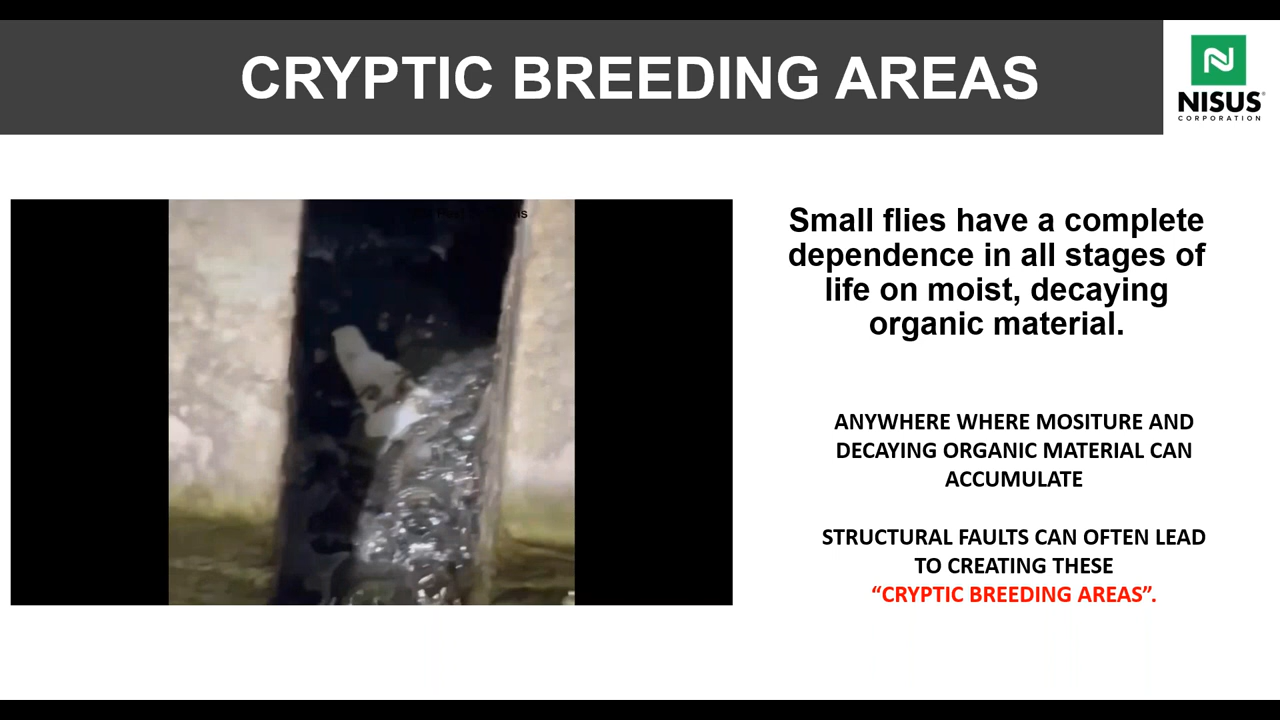 CRYPTIC BREEDING AREAS
NISUS
CORPORATION
Small flies have a complete
dependence in all stages of
life on moist, decaying
organic material.
ANYWHERE WHERE MOSITURE AND
DECAYING ORGANIC MATERIAL CAN
ACCUMULATE
STRUCTURAL FAULTS CAN OFTEN LEAD
TO CREATING THESE
“CRYPTIC BREEDING AREAS”.